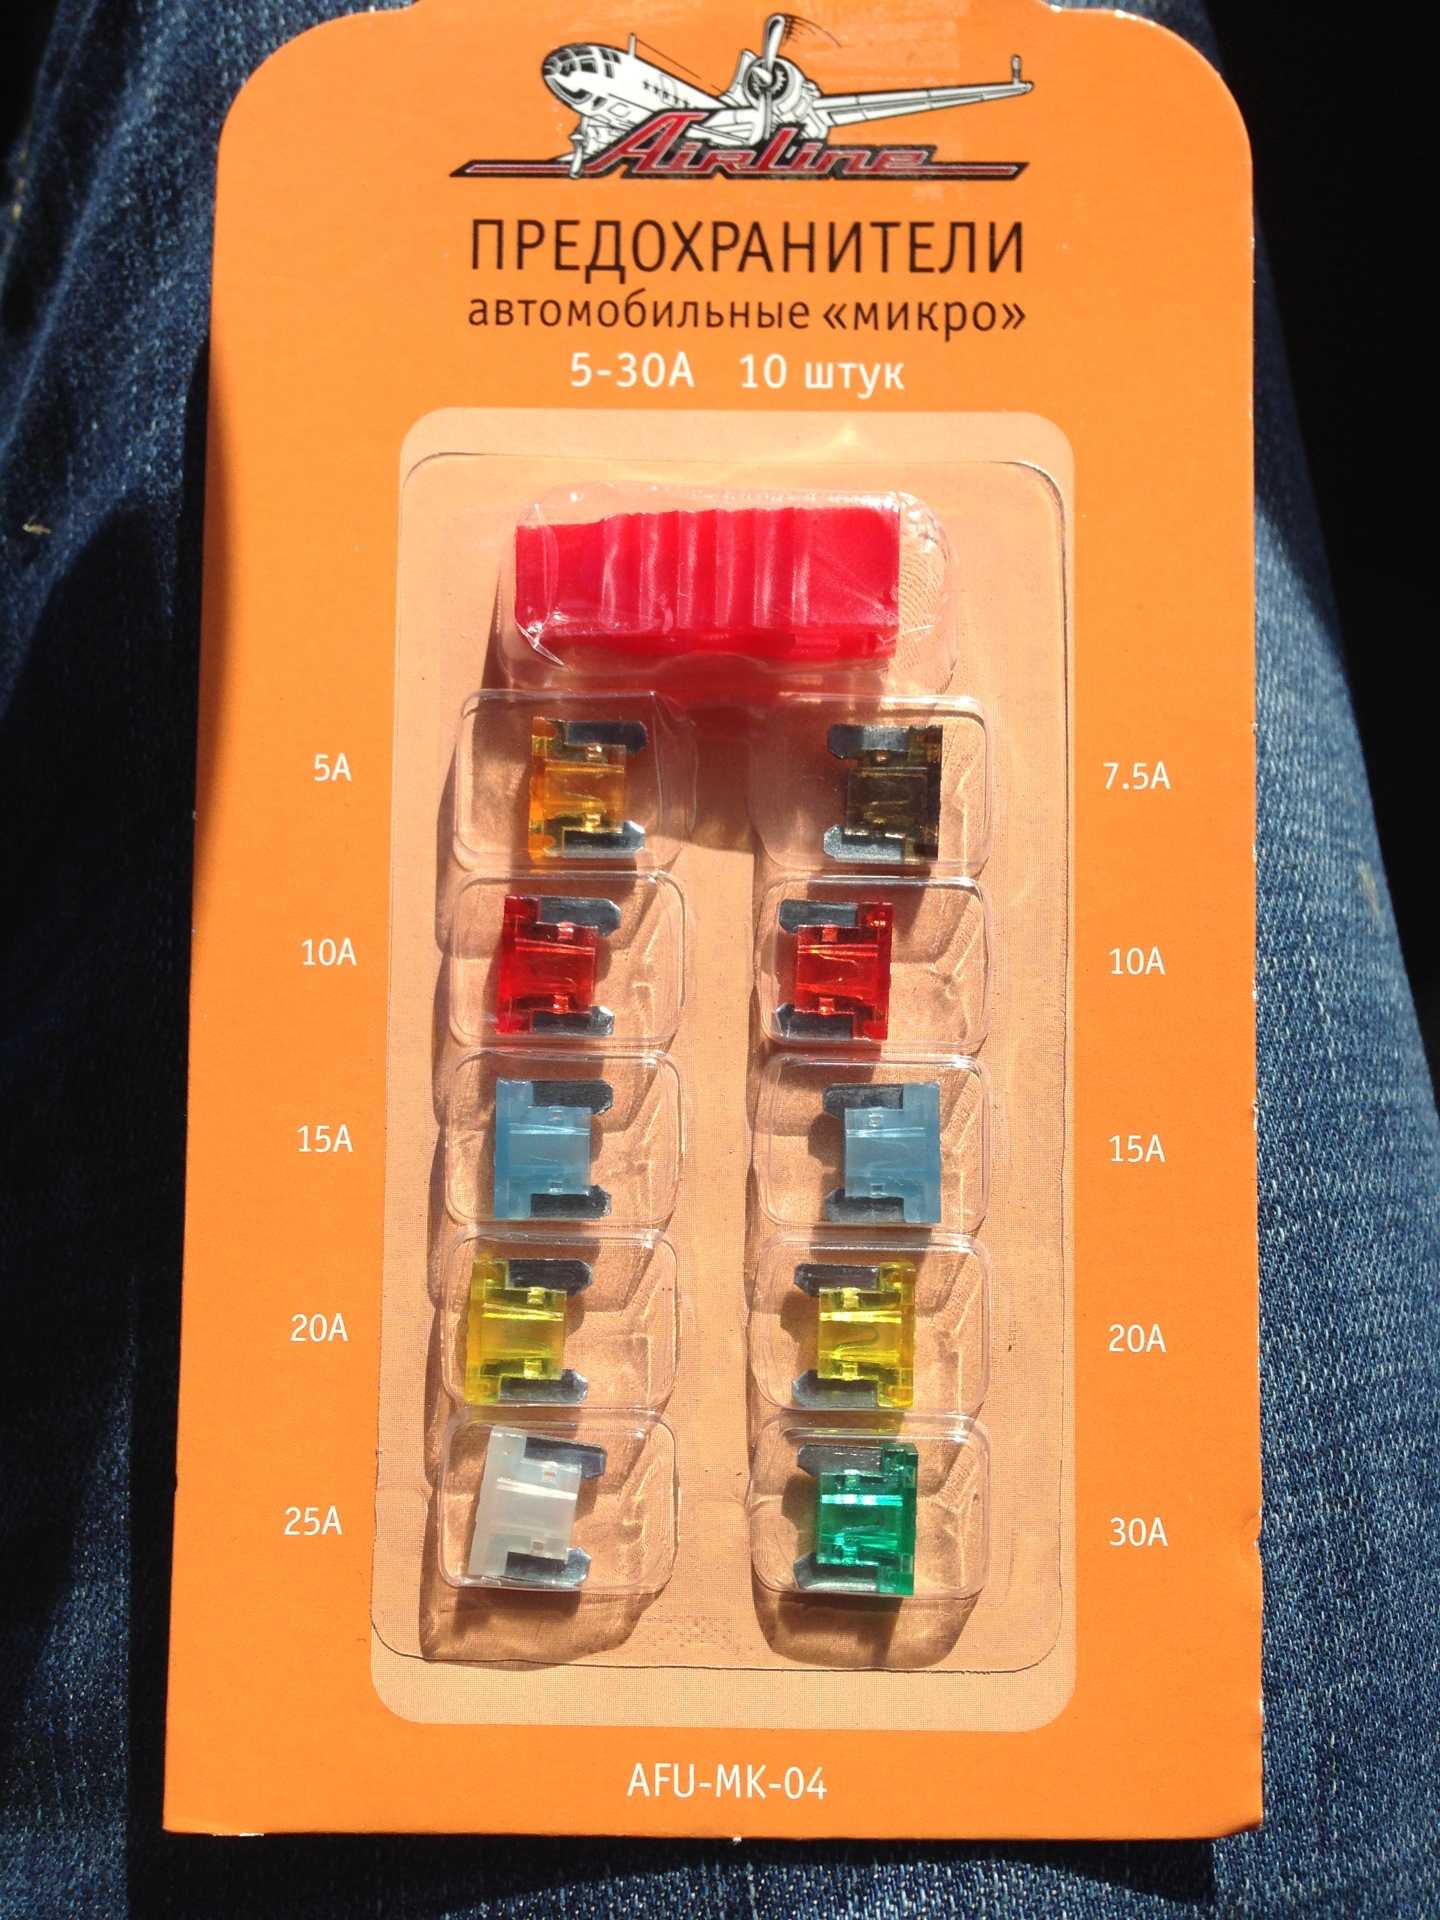 AirLine
ПРЕДОХРАНИТЕЛИ
автомобильные «микро»
5-30А 10 штук
5А 7.5А
10А 10А
15А 15А
20А 20А
25А 30А
AFU-MK-04